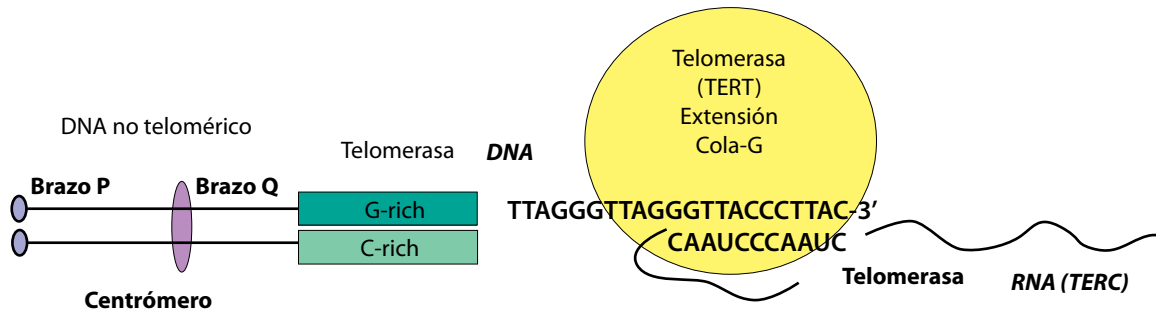 Telomerasa
(TERT)
Extensión
Cola-G
DNA no telomérico
Telomerasa DNA
Brazo P Brazo Q
G-rich
TTAGGGTTAGGGTTACCCTTAC-3’
C-rich
CAAUCCCAAUC
Telomerasa RNA (TERC)
Centrómero